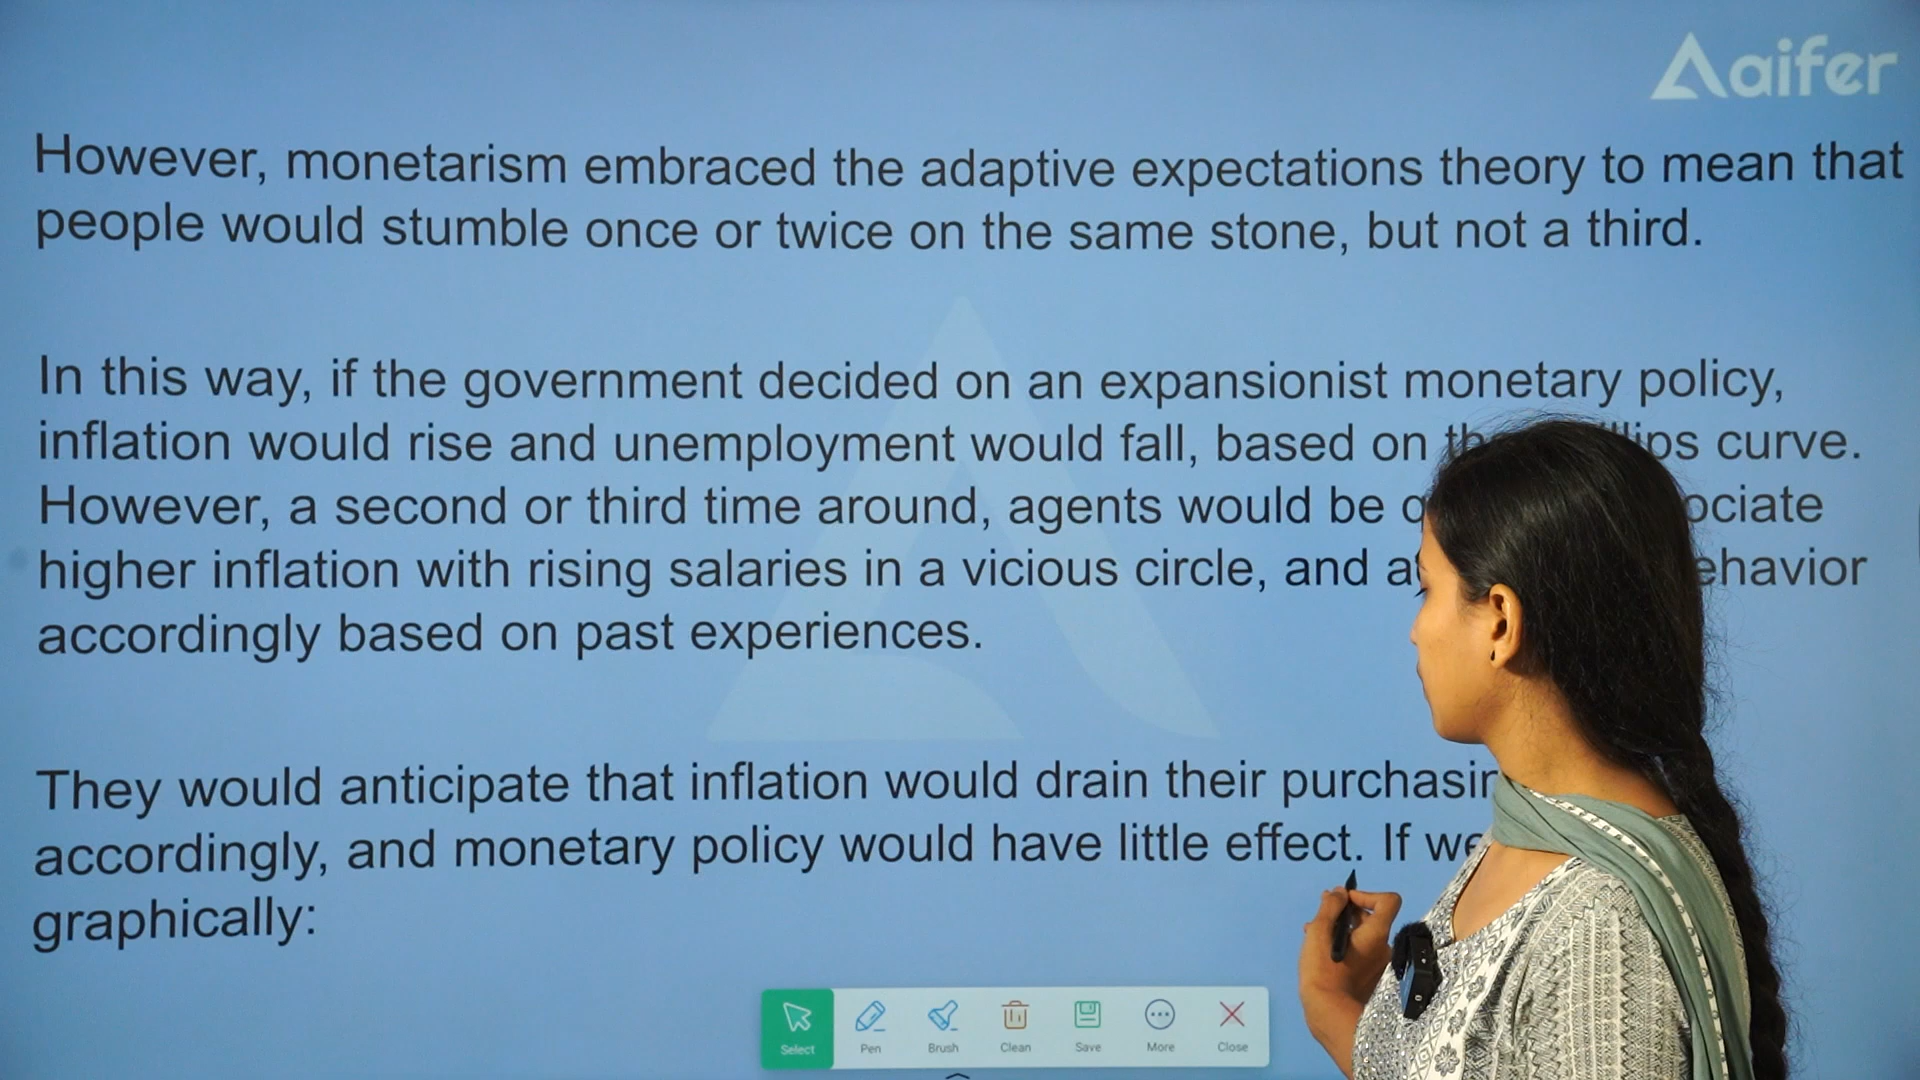 aifer
However, monetarism embraced the adaptive expectations theory to mean that
people would stumble once or twice on the same stone, but not a third.
In this way, if the government decided on an expansionist monetary policy,
inflation would rise and unemployment would fall, based on curve.
However, a second or third time around, agents would be
higher inflation with rising salaries in a vicious circle, and
accordingly based on past experiences.
They would anticipate that inflation would drain their
accordingly, and monetary policy would have little effect. If
graphically:
Select Pen Brush Clean Save More Close